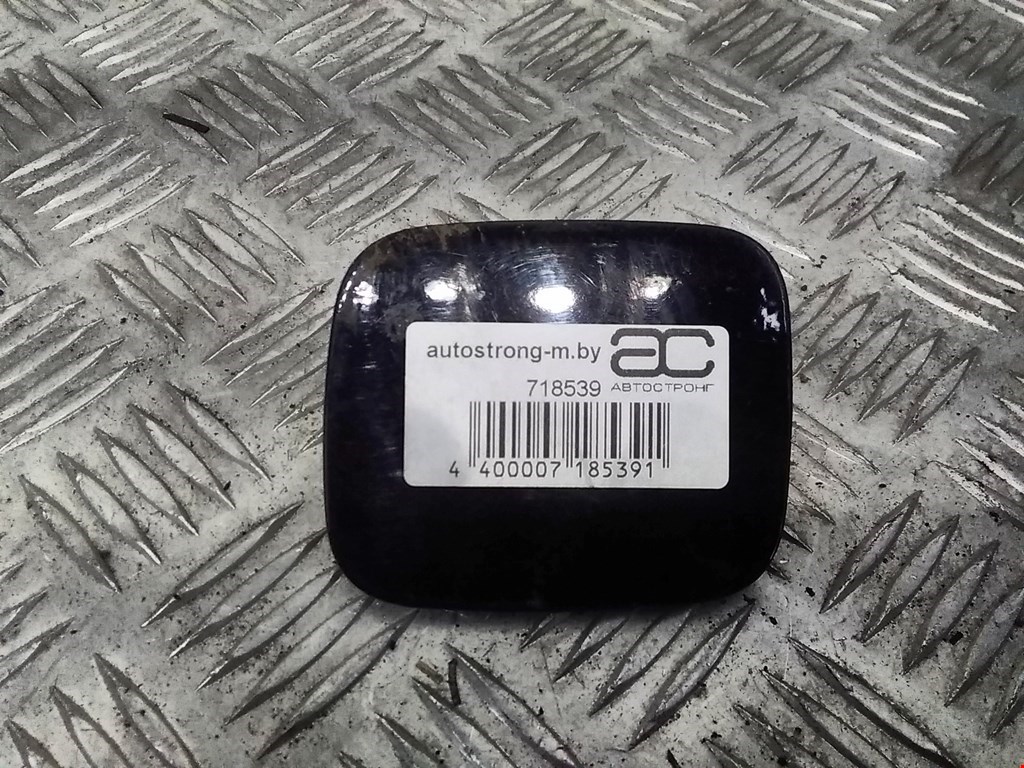 autostrong-m.by
ac
718539
АВТОСТРОНГ
4 400007 185391